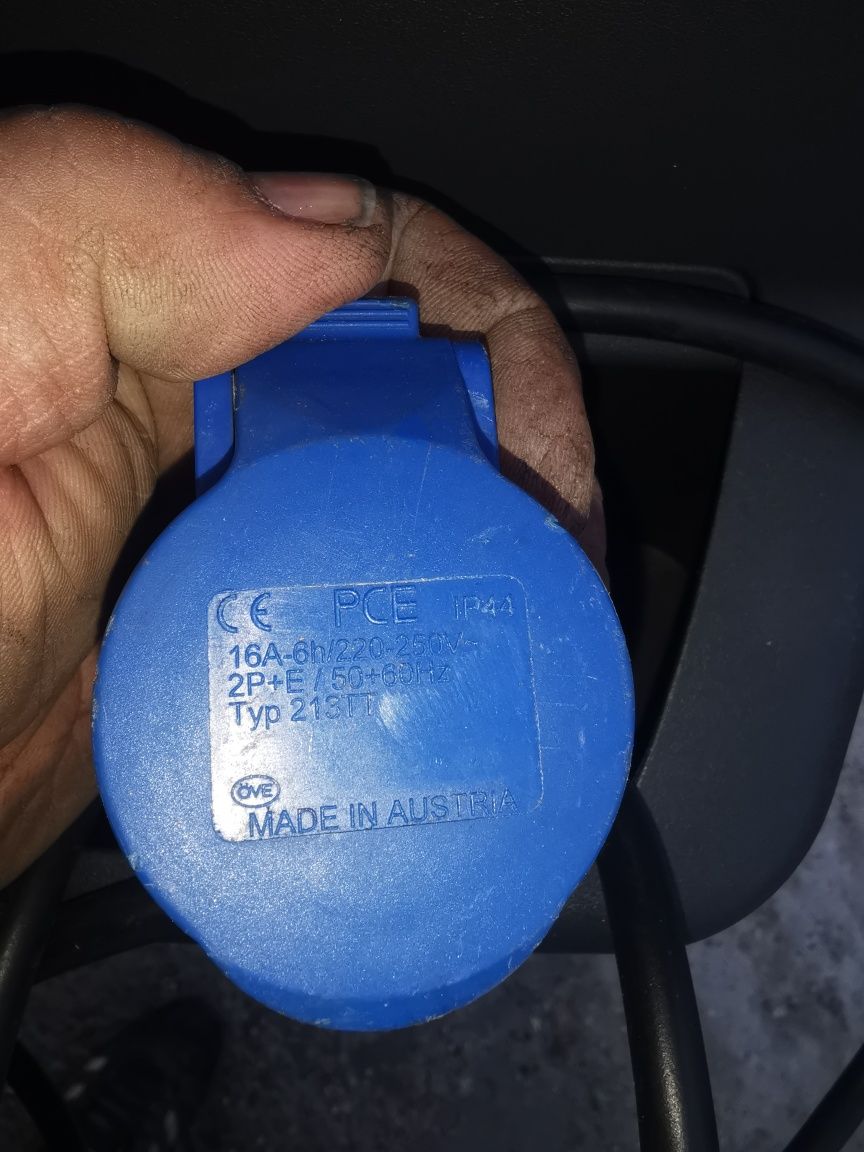 CE PCE IP44
16A-6h/220-250V~
2P+E / 50+60Hz
Typ 213TT
ÖVE
MADE IN AUSTRIA